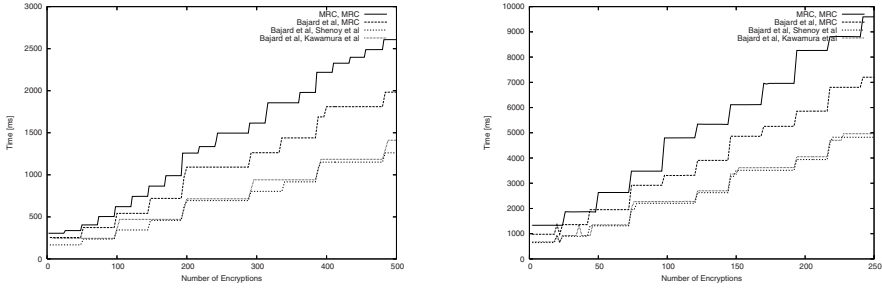 3000
2500
2000
1500
1000
500
0
Time [ms]
MRC, MRC
Bajard et al, MRC
Bajard et al, Shenoy et al
Bajard et al, Kawamura et al
0 100 200 300 400 500
Number of Encryptions
10000
9000
8000
7000
6000
5000
4000
3000
2000
1000
0
Time [ms]
MRC, MRC
Bajard et al, MRC
Bajard et al, Shenoy et al
Bajard et al, Kawamura et al
0 50 100 150 200 250
Number of Encryptions